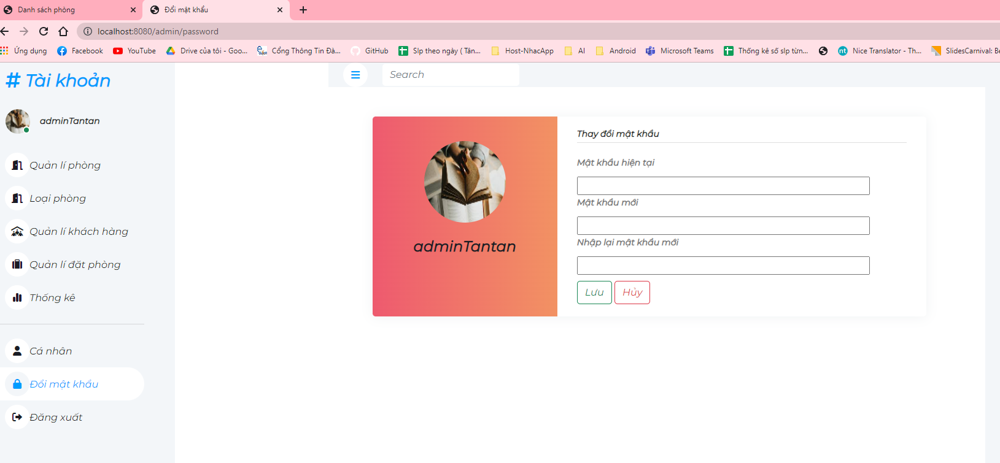 Danh sách phòng
Đổi mật khẩu
localhost:8080/admin/password
Ứng dụng
Facebook
YouTube
Drive của tôi - Goo...
Cổng Thông Tin Đà...
GitHub
Slp theo ngày ( Tân...
Host-NhacApp
AI
Android
Microsoft Teams
Thống kê số slp từn...
nt
Nice Translator - Th...
SlidesCarnival: Be
# Tài khoản
Search
adminTantan
Quản lí phòng
Loại phòng
Quản lí khách hàng
Quản lí đặt phòng
Thống kê
Cá nhân
Đổi mật khẩu
Đăng xuất
adminTantan
Thay đổi mật khẩu
Mật khẩu hiện tại
Mật khẩu mới
Nhập lại mật khẩu mới
Lưu
Hủy